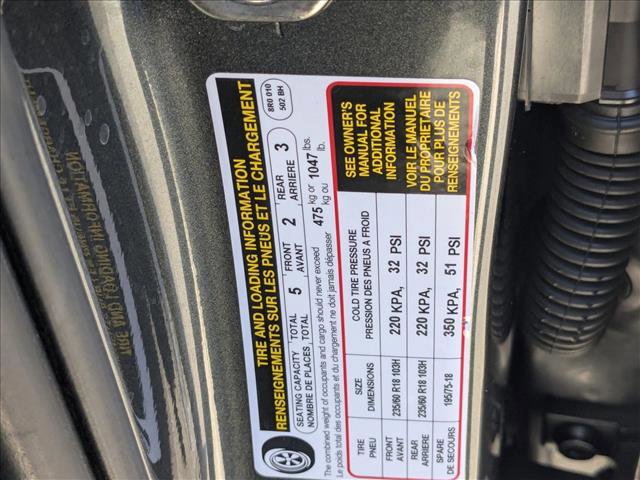 TIRE AND LOADING INFORMATION
RENSEIGNEMENTS SUR LES PNEUS ET LE CHARGEMENT
8R0 010
502 BH
SEATING CAPACITY TOTAL 5 FRONT 2 REAR 3
NOMBRE DE PLACES TOTAL AVANT ARRIERE
The combined weight of occupants and cargo should never exceed 475 kg or 1047 lbs.
Le poids total des occupants et du chargement ne doit jamais dépasser kg ou lb.
TIRE SIZE COLD TIRE PRESSURE
PNEU DIMENSIONS PRESSION DES PNEUS A FROID
FRONT 235/60 R18 103H 220 KPA, 32 PSI
AVANT
REAR 235/60 R18 103H 220 KPA, 32 PSI
ARRIERE
SPARE 195/75-18 350 KPA, 51 PSI
DE SECOURS
SEE OWNER'S
MANUAL FOR
ADDITIONAL
INFORMATION
VOIR LE MANUEL
DU PROPRIETAIRE
POUR PLUS DE
RENSEIGNEMENTS